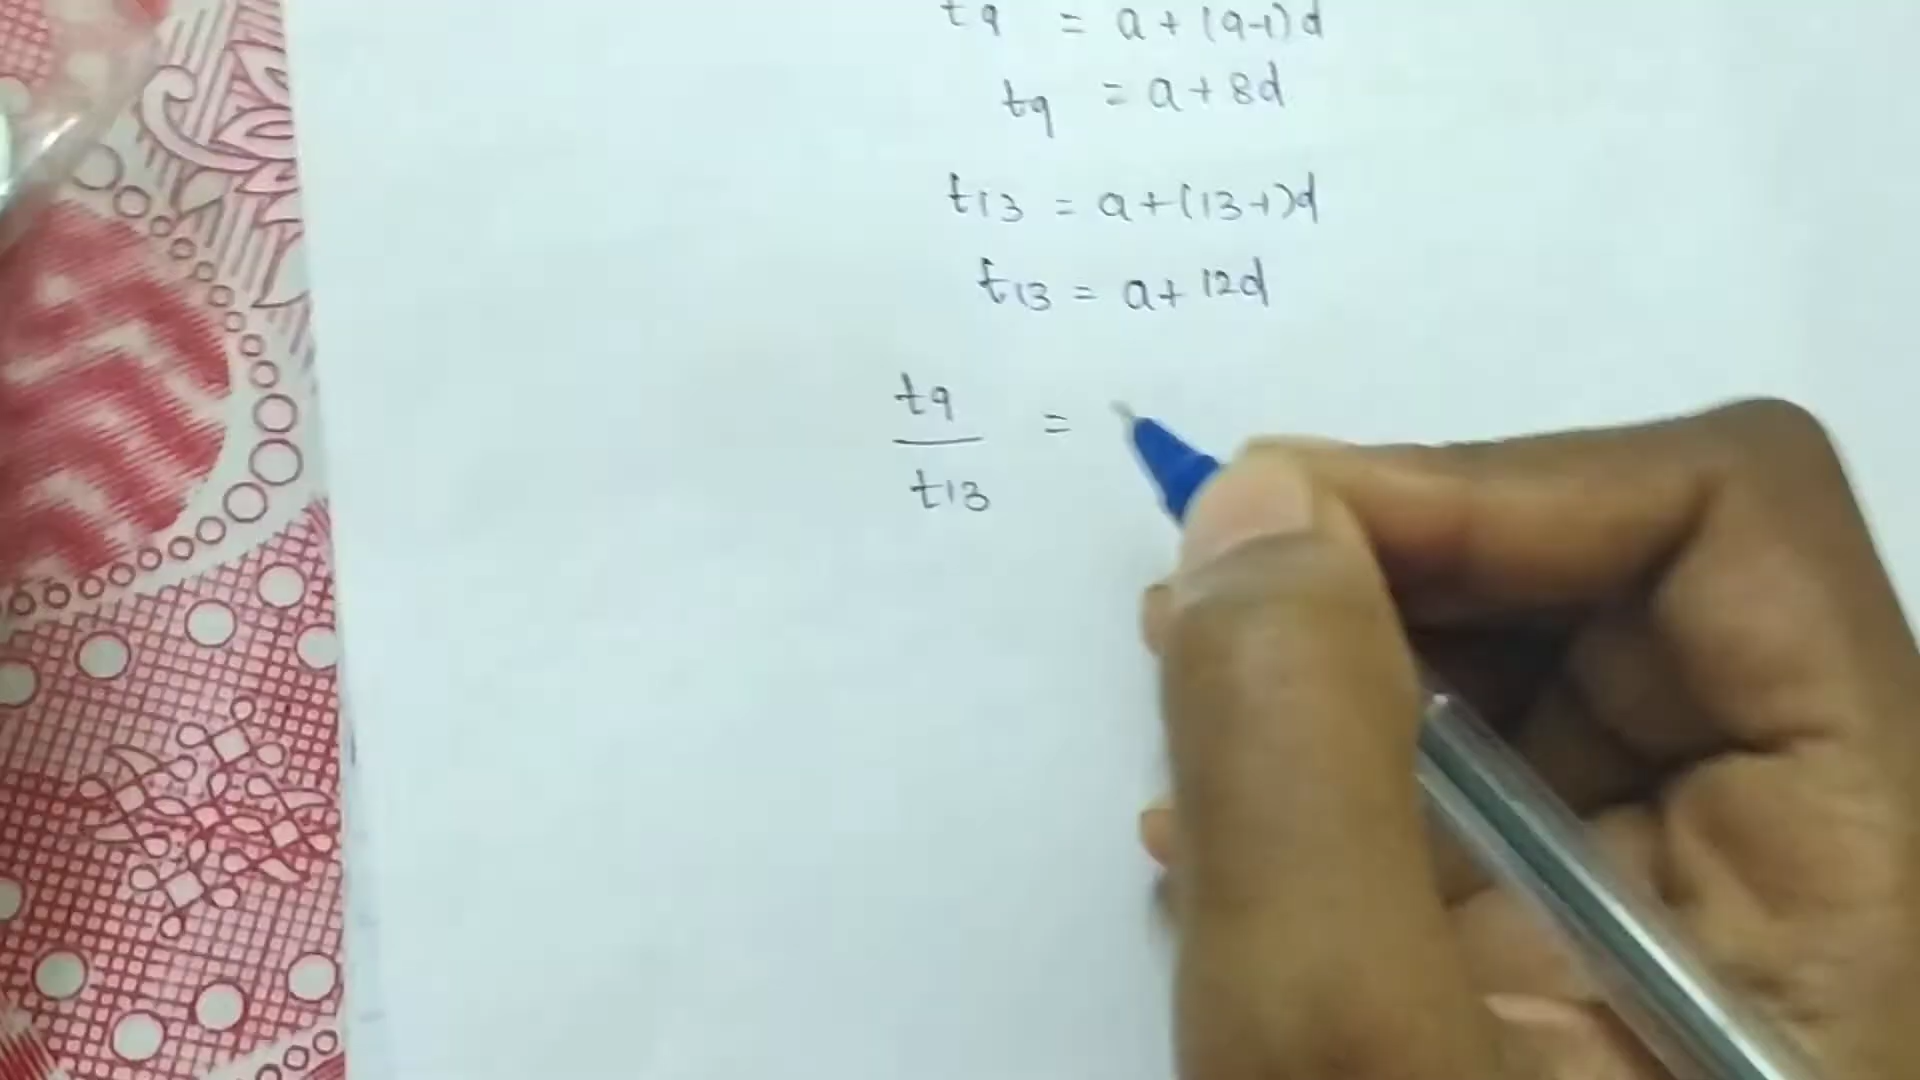 t9 = a + (9-1)d
t9 = a + 8d
t13 = a + (13-1)d
t13 = a + 12d
t9
=
t13